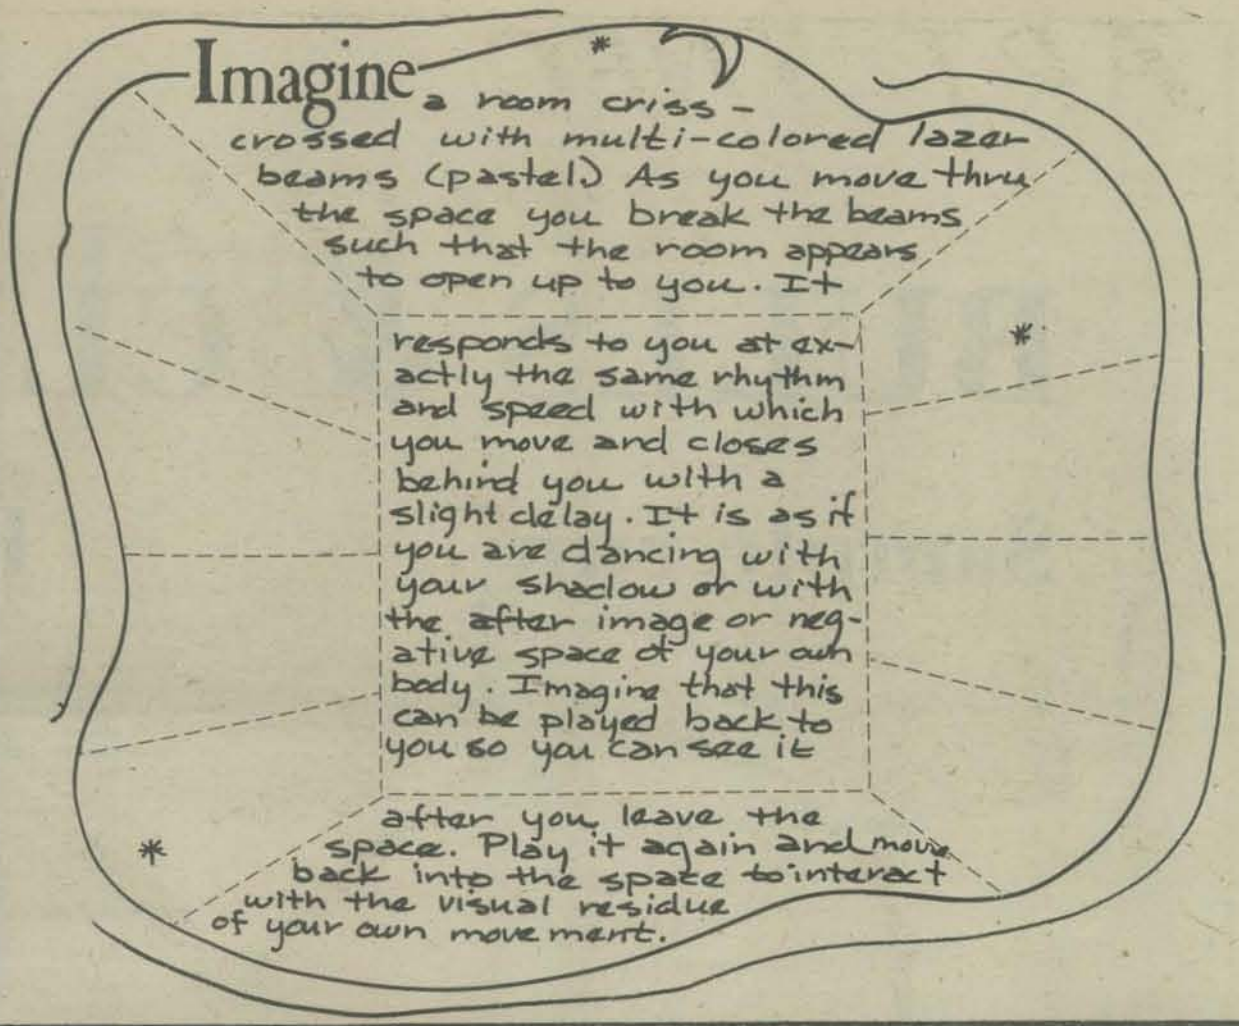 Imagine a room criss-
crossed with multi-colored lazer
beams (pastel.) As you move thru
the space you break the beams
such that the room appears
to open up to you. It
responds to you at ex-
actly the same rhythm
and speed with which
you move and closes
behind you with a
slight delay. It is as if
you are dancing with
your shadow or with
the after image or neg-
ative space of your own
body. Imagine that this
can be played back to
you so you can see it
after you leave the
space. Play it again and move
back into the space to interact
with the visual residue
of your own movement.